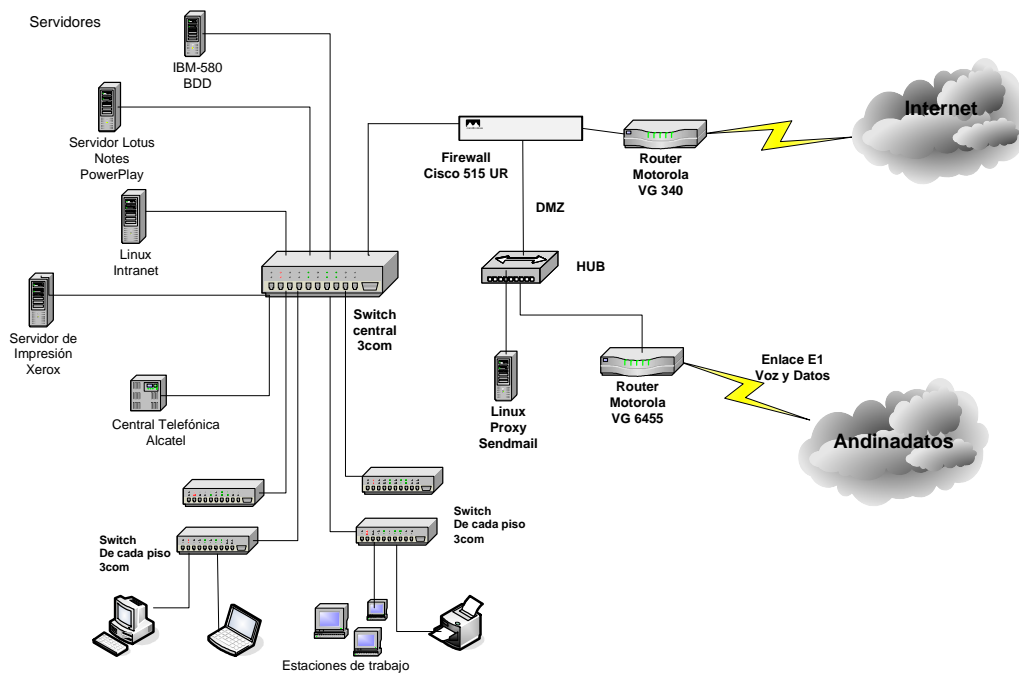 Servidores
IBM-580
BDD
Servidor Lotus
Notes
PowerPlay
Linux
Intranet
Servidor de
Impresión
Xerox
Central Telefónica
Alcatel
Switch
central
3com
Firewall
Cisco 515 UR
Router
Motorola
VG 340
Internet
DMZ
HUB
Linux
Proxy
Sendmail
Router
Motorola
VG 6455
Enlace E1
Voz y Datos
Andinadatos
Switch
De cada piso
3com
Switch
De cada piso
3com
Estaciones de trabajo